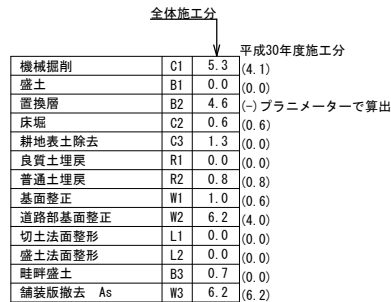 全体施工分
平成30年度施工分
機械掘削 C1 5.3 (4.1)
盛土 B1 0.0 (0.0)
置換層 B2 4.6 (-)プラニメーターで算出
床堀 C2 0.6 (0.6)
耕地表土除去 C3 1.3 (0.0)
良質土埋戻 R1 0.0 (0.0)
普通土埋戻 R2 0.8 (0.8)
基面整正 W1 1.0 (0.0)
道路部基面整正 W2 6.2 (4.0)
切土法面整形 L1 0.0 (0.0)
盛土法面整形 L2 0.0 (0.0)
畦畔盛土 B3 0.7 (0.0)
舗装版撤去 As W3 6.2 (6.2)